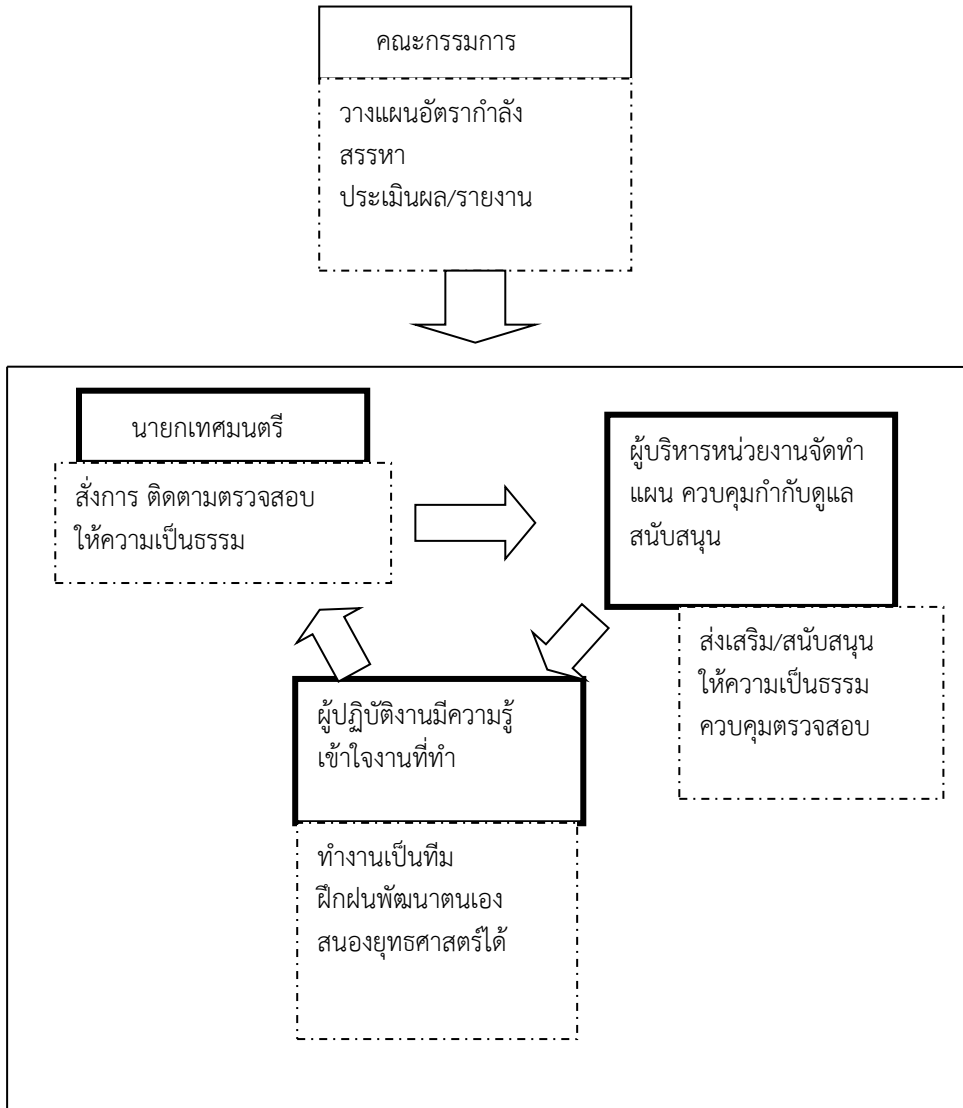 คณะกรรมการ
วางแผนอัตรากำลัง
สรรหา
ประเมินผล/รายงาน
นายกเทศมนตรี
สั่งการ ติดตามตรวจสอบ
ให้ความเป็นธรรม
ผู้บริหารหน่วยงานจัดทำ
แผน ควบคุมกำกับดูแล
สนับสนุน
ส่งเสริม/สนับสนุน
ให้ความเป็นธรรม
ควบคุมตรวจสอบ
ผู้ปฏิบัติงานมีความรู้
เข้าใจงานที่ทำ
ทำงานเป็นทีม
ฝึกฝนพัฒนาตนเอง
สนองยุทธศาสตร์ได้